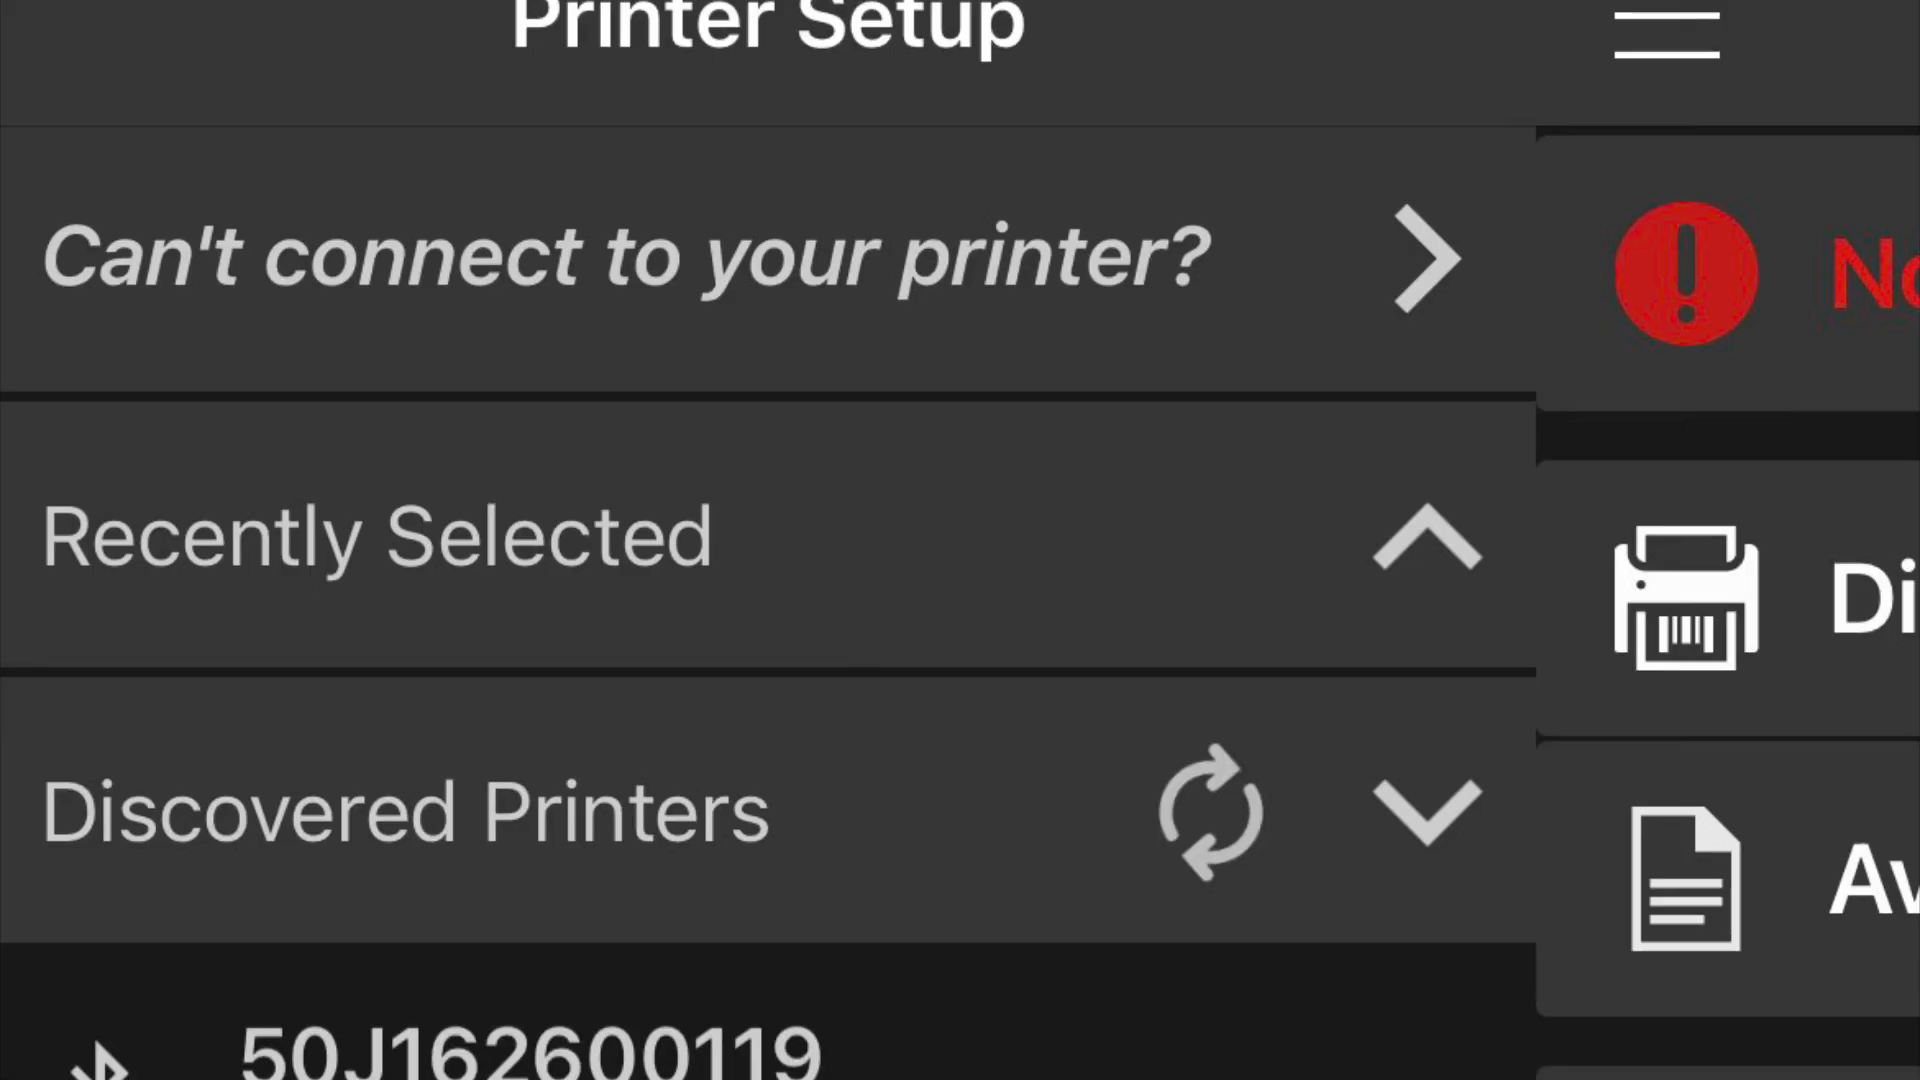 Printer Setup
Can't connect to your printer?
Recently Selected
Discovered Printers
50J162600119